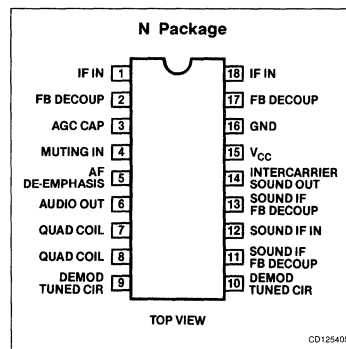 N Package
IF IN 1 18 IF IN
FB DECOUP 2 17 FB DECOUP
AGC CAP 3 16 GND
MUTING IN 4 15 VCC
AF DE-EMPHASIS 5 14 INTERCARRIER SOUND OUT
AUDIO OUT 6 13 SOUND IF FB DECOUP
QUAD COIL 7 12 SOUND IF IN
QUAD COIL 8 11 SOUND IF FB DECOUP
DEMOD TUNED CIR 9 10 DEMOD TUNED CIR
TOP VIEW
CD12540S